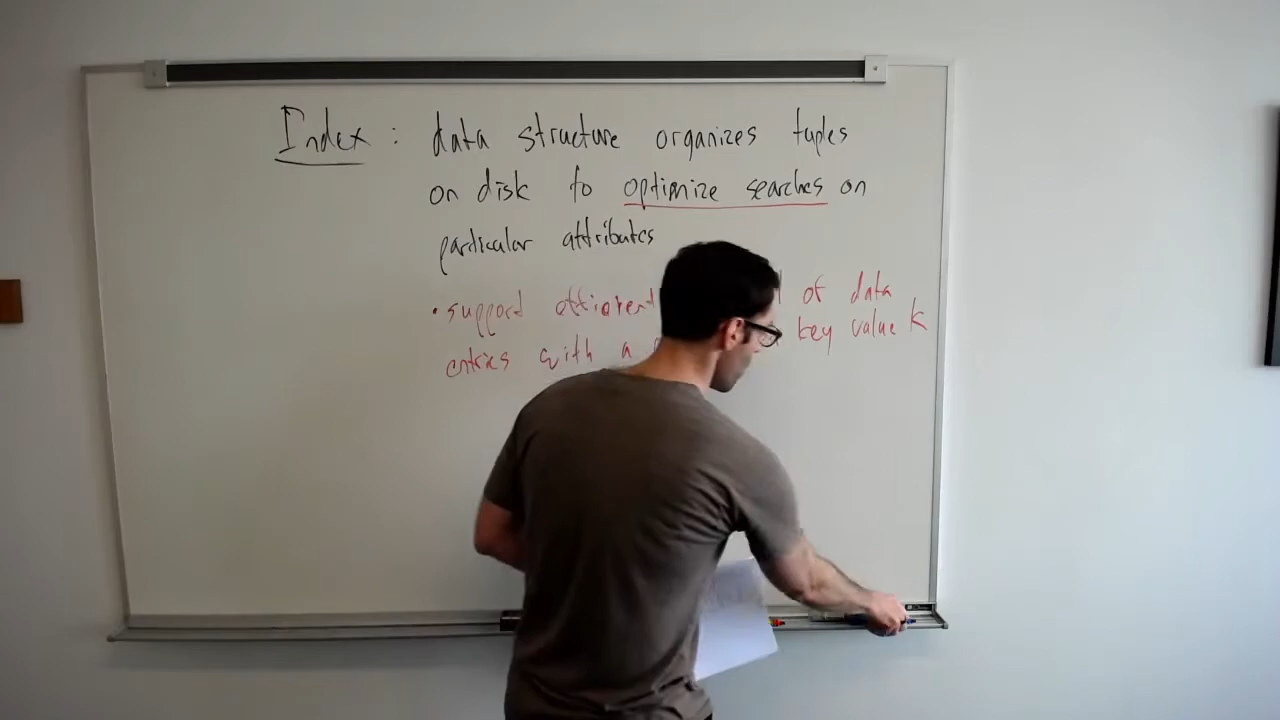 Index : data structure organizes tuples
on disk to optimize searches on
particular attributes
• support efficient of data
entries with a key value k